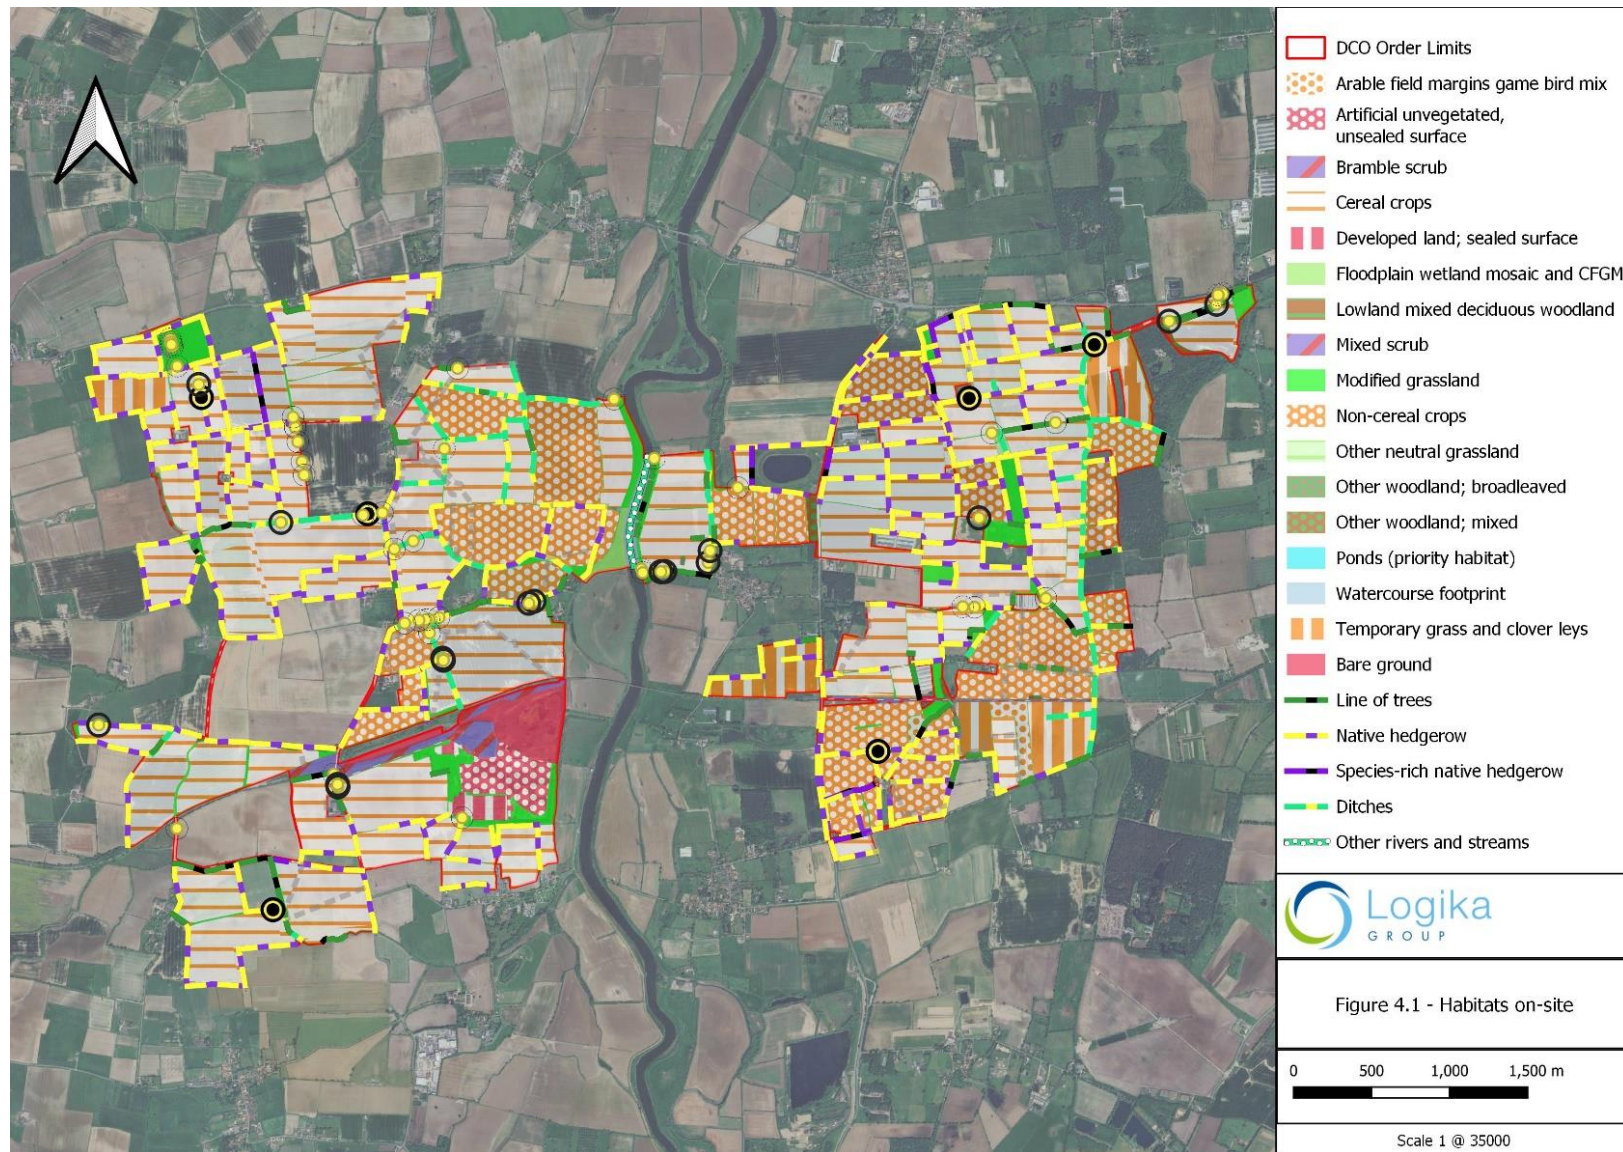 DCO Order Limits
Arable field margins game bird mix
Artificial unvegetated,
unsealed surface
Bramble scrub
Cereal crops
Developed land; sealed surface
Floodplain wetland mosaic and CFGM
Lowland mixed deciduous woodland
Mixed scrub
Modified grassland
Non-cereal crops
Other neutral grassland
Other woodland; broadleaved
Other woodland; mixed
Ponds (priority habitat)
Watercourse footprint
Temporary grass and clover leys
Bare ground
Line of trees
Native hedgerow
Species-rich native hedgerow
Ditches
Other rivers and streams
Logika
GROUP
Figure 4.1 - Habitats on-site
0 500 1,000 1,500 m
Scale 1 @ 35000